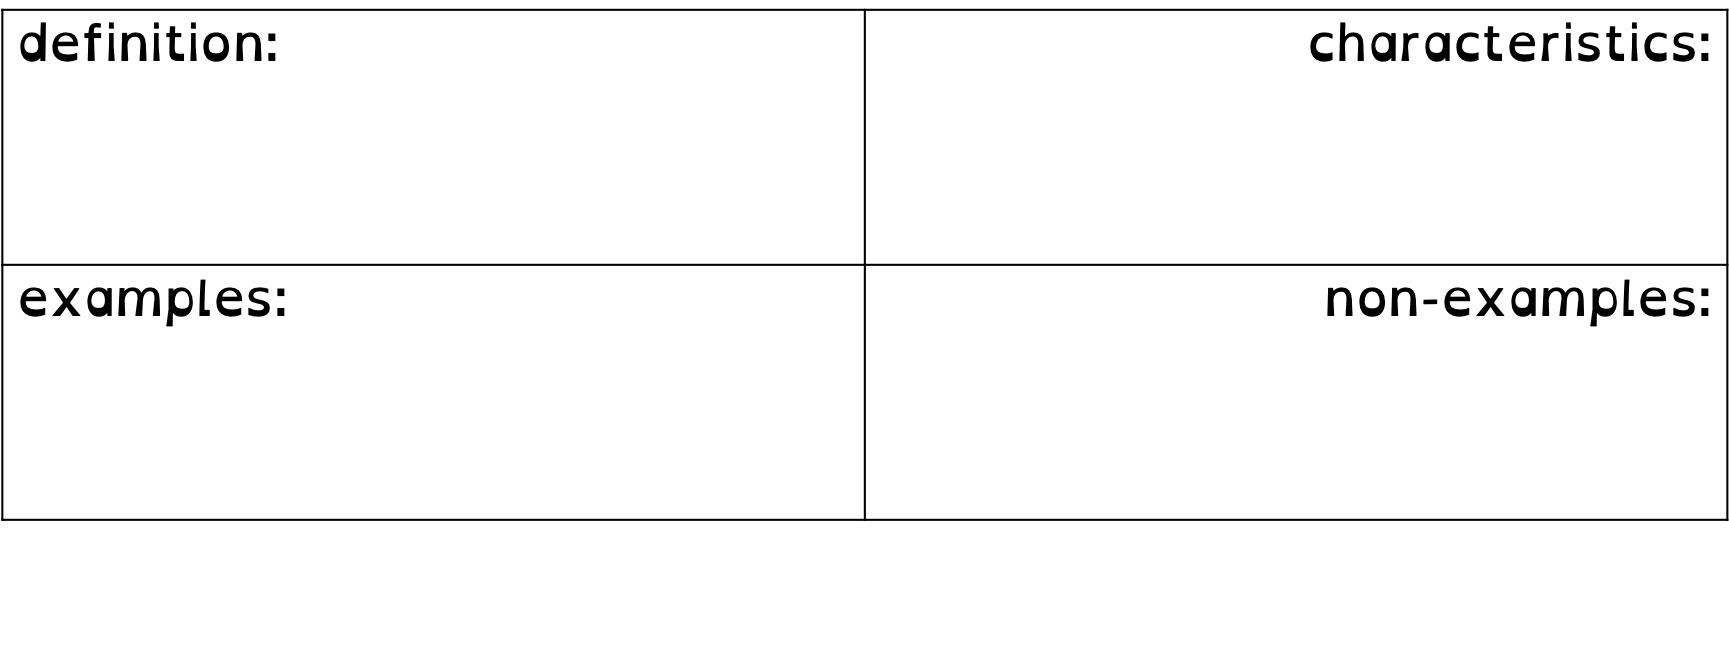 definition:
characteristics:
examples:
non-examples: